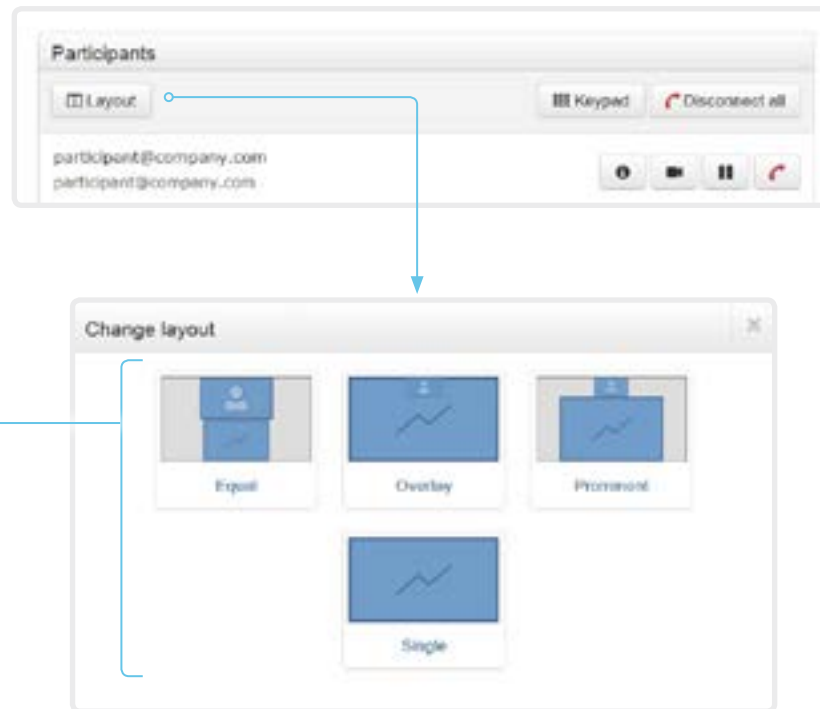 Participants
Layout Keypad Disconnect all
participant@company.com
participant@company.com
Change layout
Equal Overlay Prominent
Single